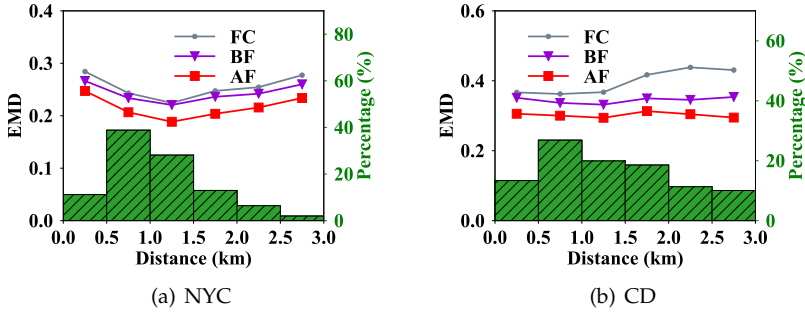 0.4
0.3
0.2
0.1
0.0
EMD
FC
BF
AF
80
60
40
20
0
Percentage (%)
0.0 0.5 1.0 1.5 2.0 2.5 3.0
Distance (km)
(a) NYC
0.6
0.4
0.2
0.0
EMD
FC
BF
AF
60
40
20
0
Percentage (%)
0.0 0.5 1.0 1.5 2.0 2.5 3.0
Distance (km)
(b) CD